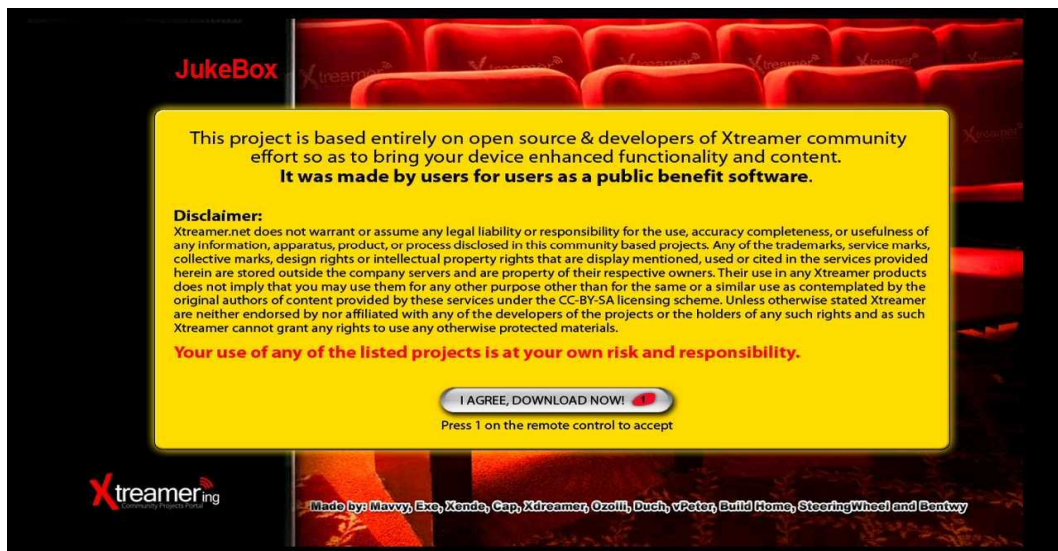 JukeBox
Xtreamer
Xtreamer
Xtreamer
Xtreamer
Xtreamer
Xtreamer
This project is based entirely on open source & developers of Xtreamer community
effort so as to bring your device enhanced functionality and content.
It was made by users for users as a public benefit software.
Disclaimer:
Xtreamer.net does not warrant or assume any legal liability or responsibility for the use, accuracy completeness, or usefulness of
any information, apparatus, product, or process disclosed in this community based projects. Any of the trademarks, service marks,
collective marks, design rights or intellectual property rights that are display mentioned, used or cited in the services provided
herein are stored outside the company servers and are property of their respective owners. Their use in any Xtreamer products
does not imply that you may use them for any other purpose other than for the same or a similar use as contemplated by the
original authors of content provided by these services under the CC-BY-SA licensing scheme. Unless otherwise stated Xtreamer
are neither endorsed by nor affiliated with any of the developers of the projects or the holders of any such rights and as such
Xtreamer cannot grant any rights to use any otherwise protected materials.
Your use of any of the listed projects is at your own risk and responsibility.
I AGREE, DOWNLOAD NOW! 1
Press 1 on the remote control to accept
Xtreamering
Community Projects Portal
Made by: Mavvy, Exe, Xende, Cap, Xdreamer, Ozolli, Duch, vPeter, Build Home, SteeringWheel and Bentwy